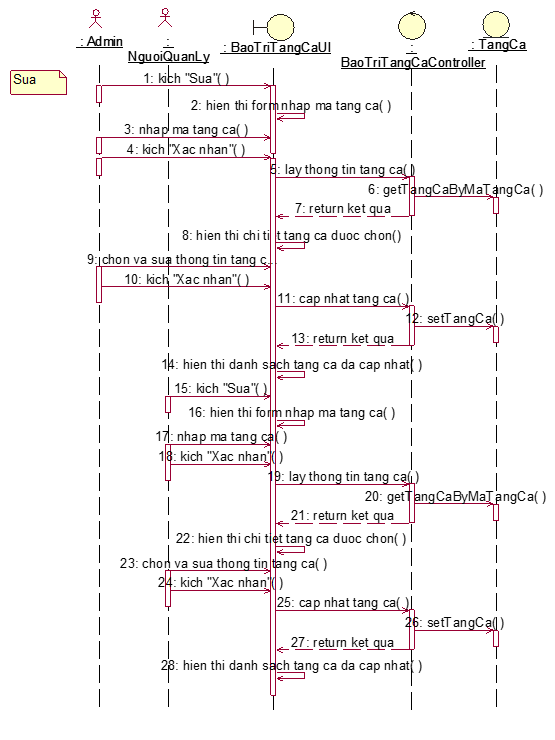 : Admin
:
NguoiQuanLy
: BaoTriTangCaUI
:
BaoTriTangCaController
: TangCa
Sua
1: kich "Sua"( )
2: hien thi form nhap ma tang ca( )
3: nhap ma tang ca( )
4: kich "Xac nhan"( )
5: lay thong tin tang ca( )
6: getTangCaByMaTangCa( )
7: return ket qua
8: hien thi chi tiet tang ca duoc chon( )
9: chon va sua thong tin tang c...
10: kich "Xac nhan"( )
11: cap nhat tang ca( )
12: setTangCa( )
13: return ket qua
14: hien thi danh sach tang ca da cap nhat( )
15: kich "Sua"( )
16: hien thi form nhap ma tang ca( )
17: nhap ma tang ca( )
18: kich "Xac nhan"( )
19: lay thong tin tang ca( )
20: getTangCaByMaTangCa( )
21: return ket qua
22: hien thi chi tiet tang ca duoc chon( )
23: chon va sua thong tin tang ca( )
24: kich "Xac nhan"( )
25: cap nhat tang ca( )
26: setTangCa( )
27: return ket qua
28: hien thi danh sach tang ca da cap nhat( )